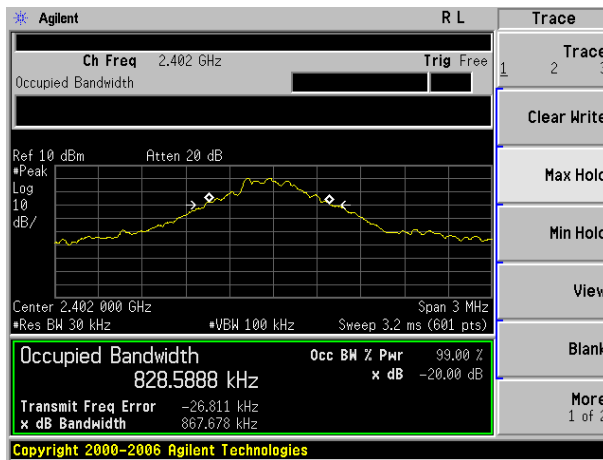 Agilent R L Trace
Ch Freq 2.402 GHz Trig Free
Occupied Bandwidth
Trace
1 2 3
Clear Write
Max Hold
Min Hold
View
Blank
More
1 of 2
Ref 10 dBm Atten 20 dB
#Peak
Log
10
dB/
Center 2.402 000 GHz Span 3 MHz
#Res BW 30 kHz #VBW 100 kHz Sweep 3.2 ms (601 pts)
Occupied Bandwidth Occ BW % Pwr 99.00 %
828.5888 kHz x dB -20.00 dB
Transmit Freq Error -26.811 kHz
x dB Bandwidth 867.678 kHz
Copyright 2000-2006 Agilent Technologies